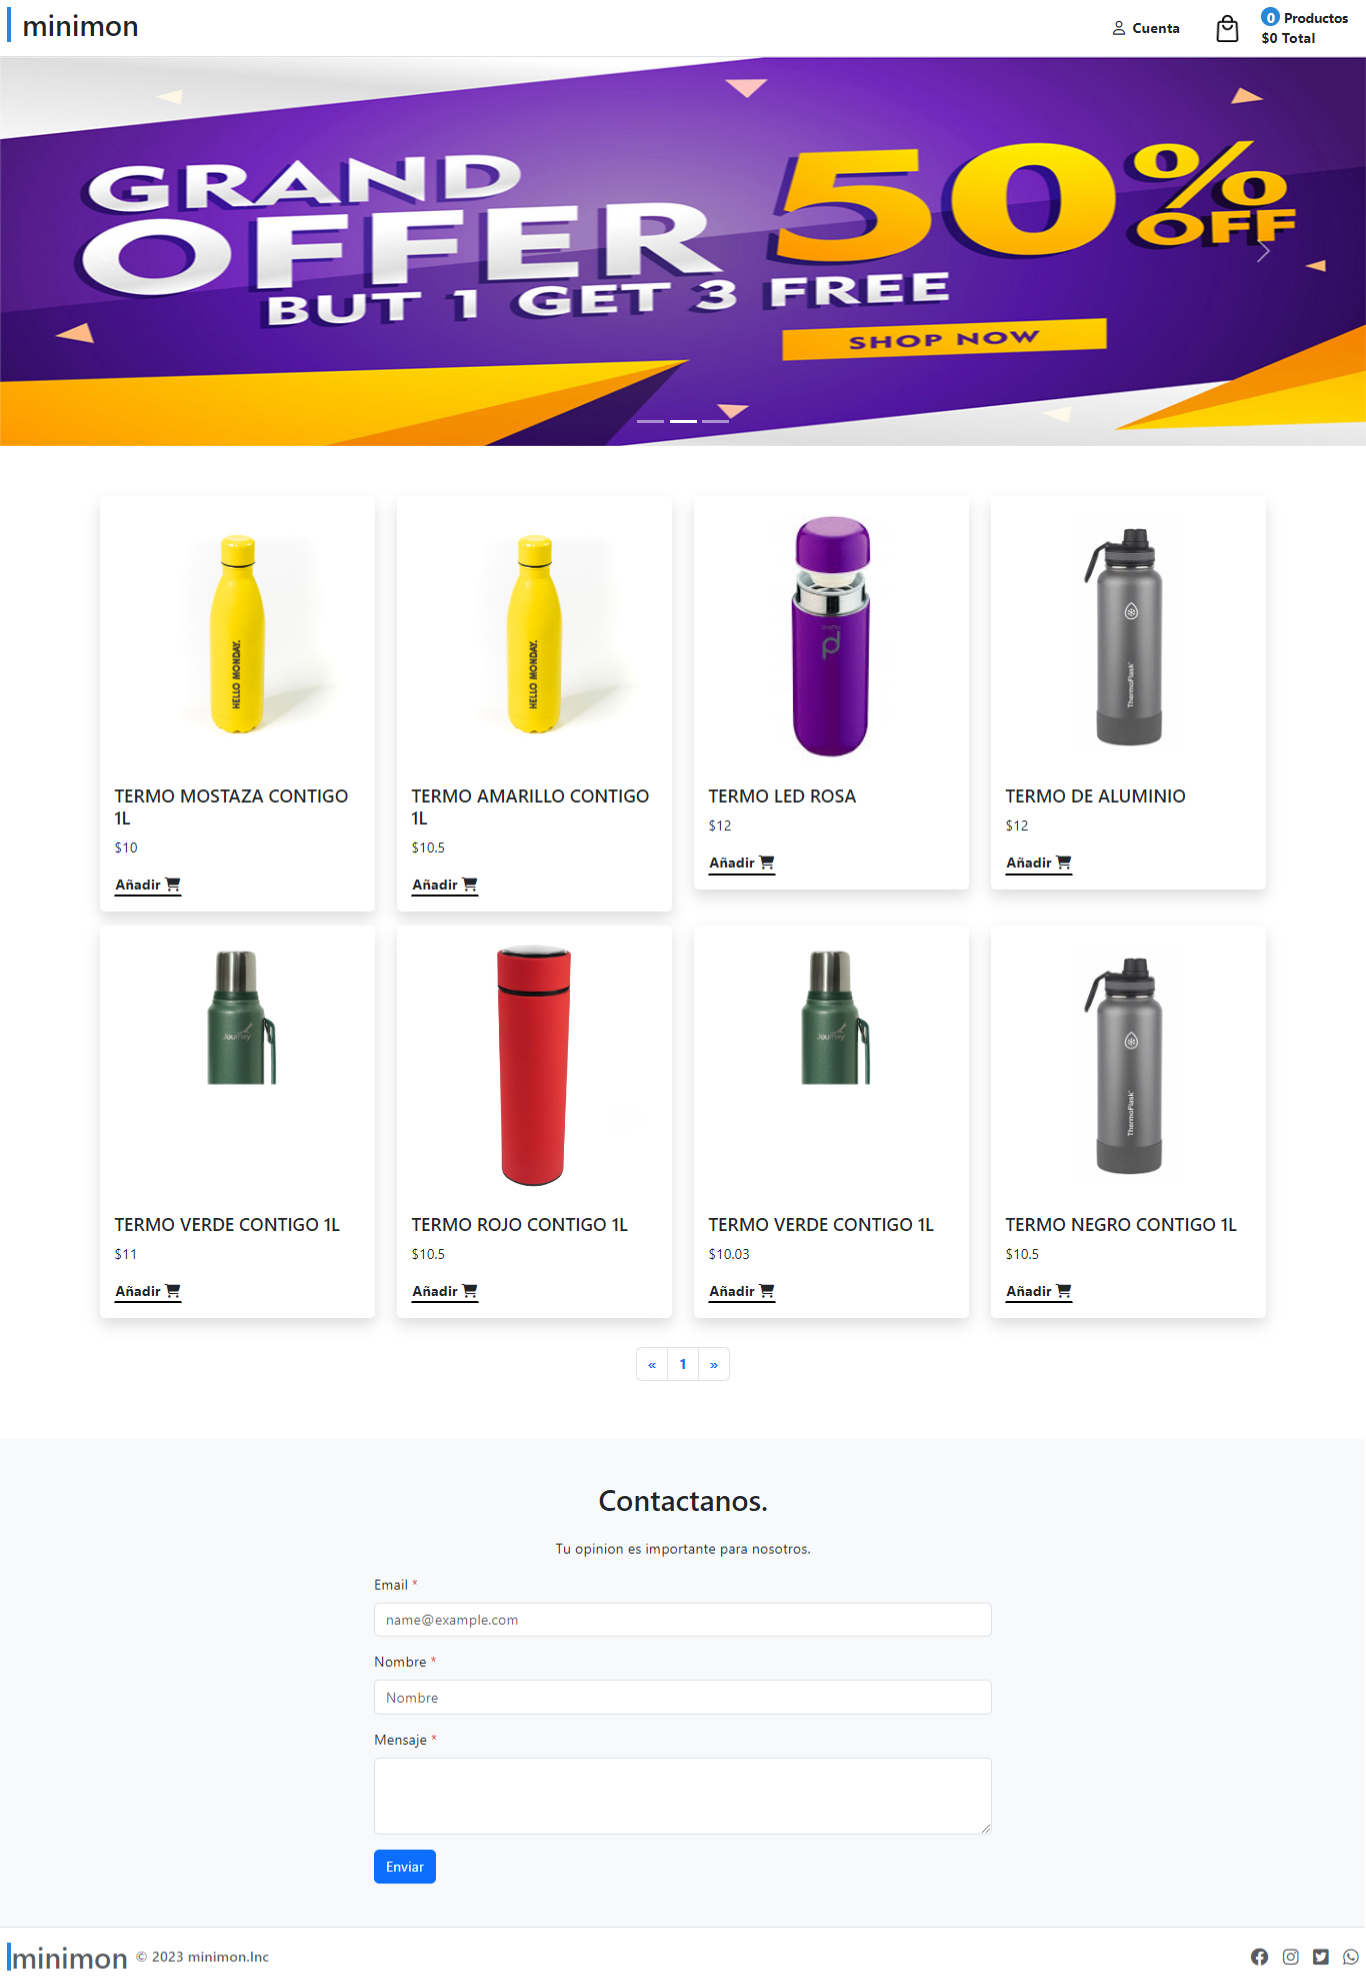 minimon
Cuenta
0 Productos
$0 Total
GRAND
OFFER
BUT 1 GET 3 FREE
50%
OFF
SHOP NOW
HELLO MONDAY.
HELLO MONDAY.
ThermoFlask
TERMO MOSTAZA CONTIGO
1L
$10
Añadir
TERMO AMARILLO CONTIGO
1L
$10.5
Añadir
TERMO LED ROSA
$12
Añadir
TERMO DE ALUMINIO
$12
Añadir
Journey
Journey
ThermoFlask
TERMO VERDE CONTIGO 1L
$11
Añadir
TERMO ROJO CONTIGO 1L
$10.5
Añadir
TERMO VERDE CONTIGO 1L
$10.03
Añadir
TERMO NEGRO CONTIGO 1L
$10.5
Añadir
« 1 »
Contactanos.
Tu opinion es importante para nosotros.
Email *
name@example.com
Nombre *
Nombre
Mensaje *
Enviar
minimon © 2023 minimon.Inc